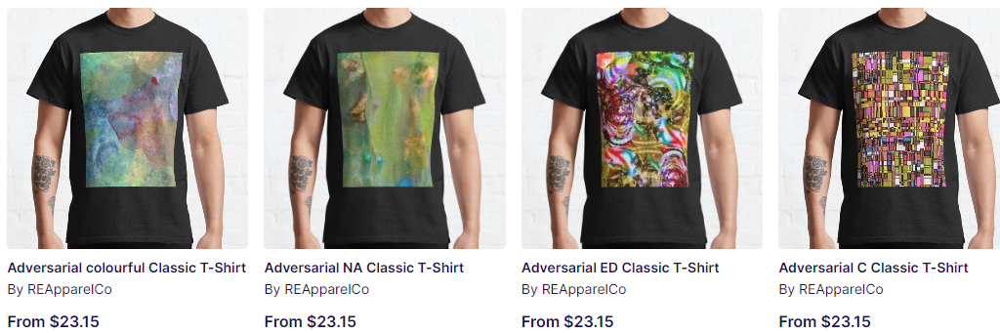 Adversarial colourful Classic T-Shirt
By REApparelCo
From $23.15
Adversarial NA Classic T-Shirt
By REApparelCo
From $23.15
Adversarial ED Classic T-Shirt
By REApparelCo
From $23.15
Adversarial C Classic T-Shirt
By REApparelCo
From $23.15